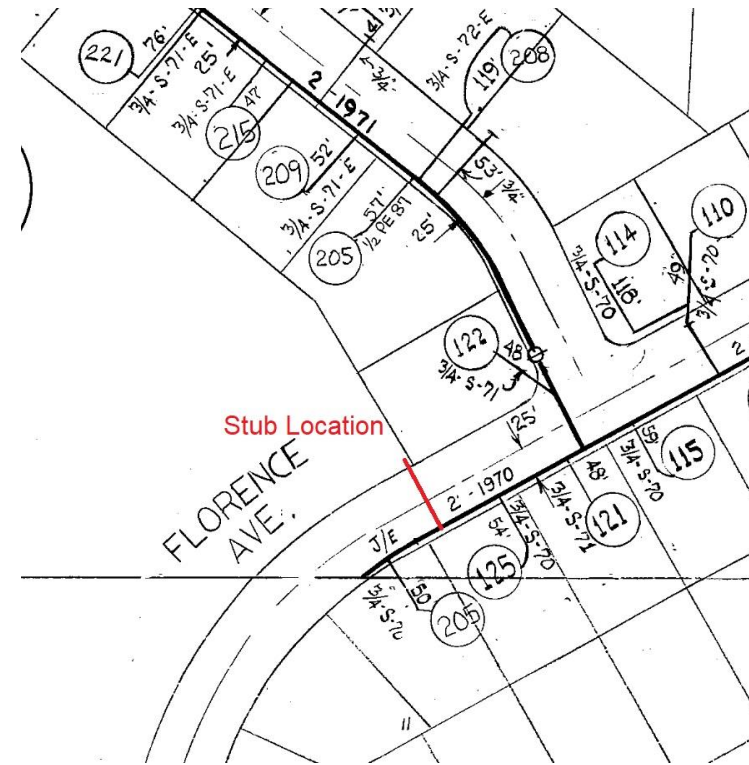 221
76'
3/4-S-71-E
25'
3/4-S-71-E
47
215
2 -1971
209
52'
3/4-S-71-E
205
57'
1/2 PE 87
25'
3/4"
3/4-S-72-E
119'
208
53'
3/4"
114
3/4-S-70
118'
110
3/4-S-70
122
48
3/4-S-71
25'
2
Stub Location
FLORENCE
AVE.
J/E
2"-1970
54'
3/4-S-70
125
3/4-S-71
48'
121
59'
3/4-S-70
115
50'
205
11